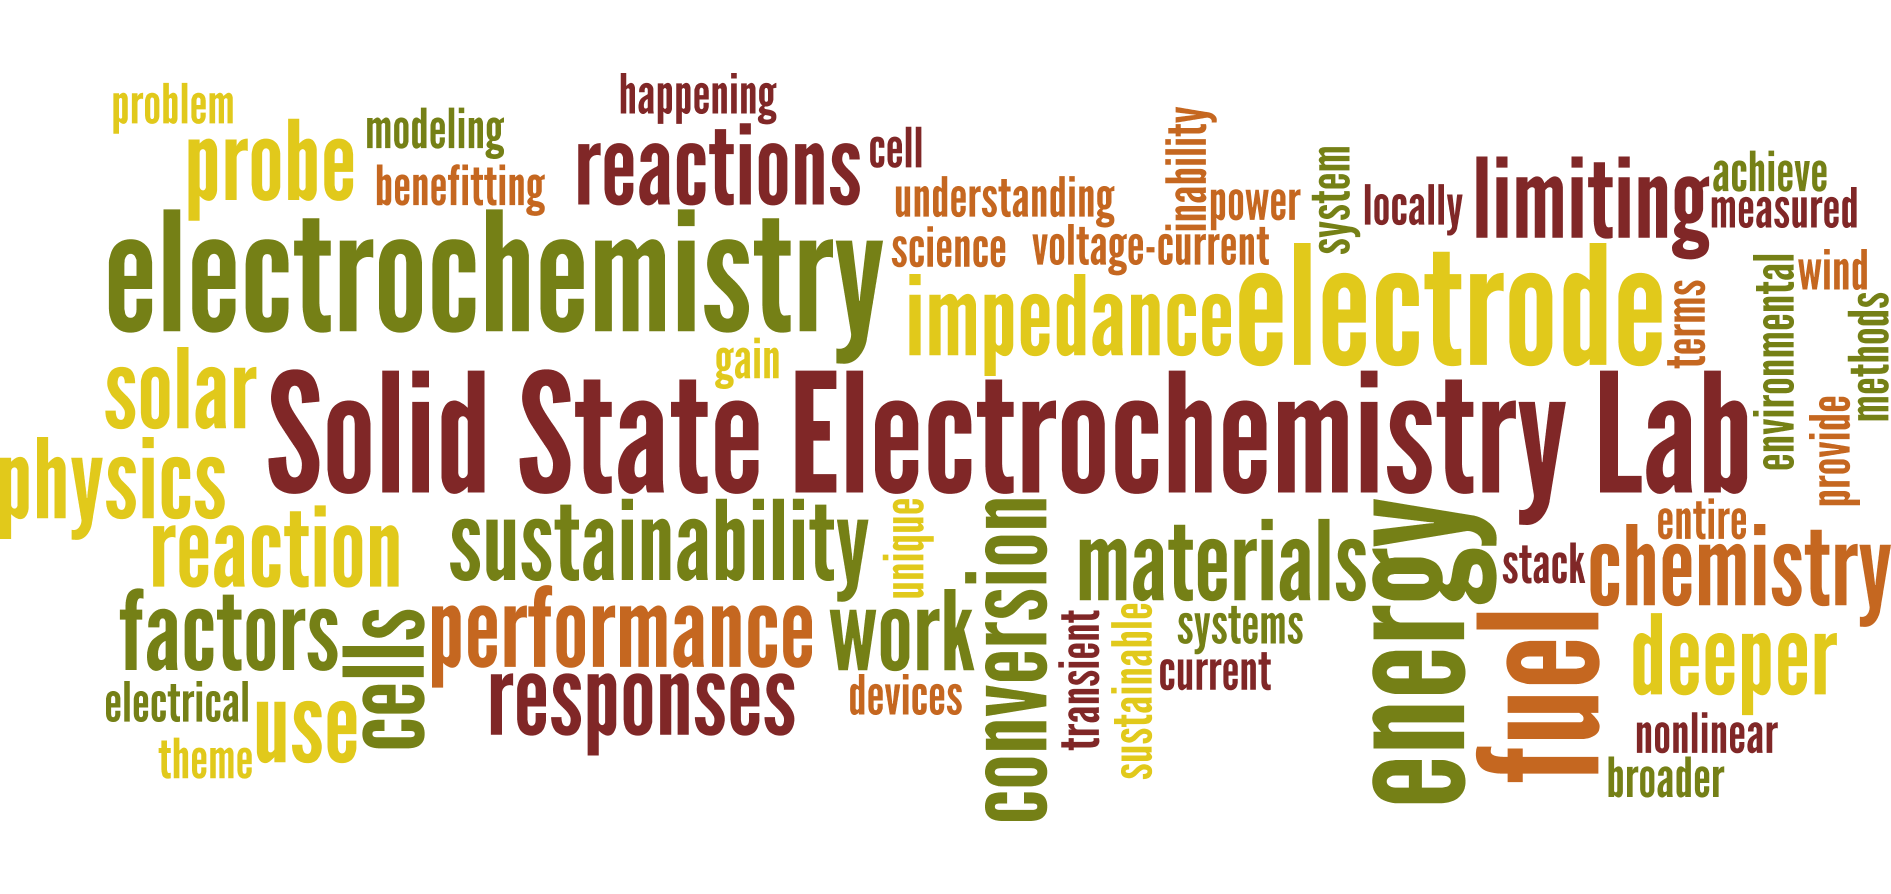 problem
happening
modeling
probe
reactions
cell
benefitting
understanding
inability
power
system
locally
limiting
achieve
measured
electrochemistry
science
voltage-current
wind
impedance
electrode
terms
environmental
methods
gain
solar
Solid State Electrochemistry Lab
provide
physics
reaction
sustainability
unique
conversion
materials
energy
entire
stack
chemistry
factors
cells
performance
work
transient
sustainable
systems
current
fuel
deeper
electrical
use
responses
devices
nonlinear
theme
broader